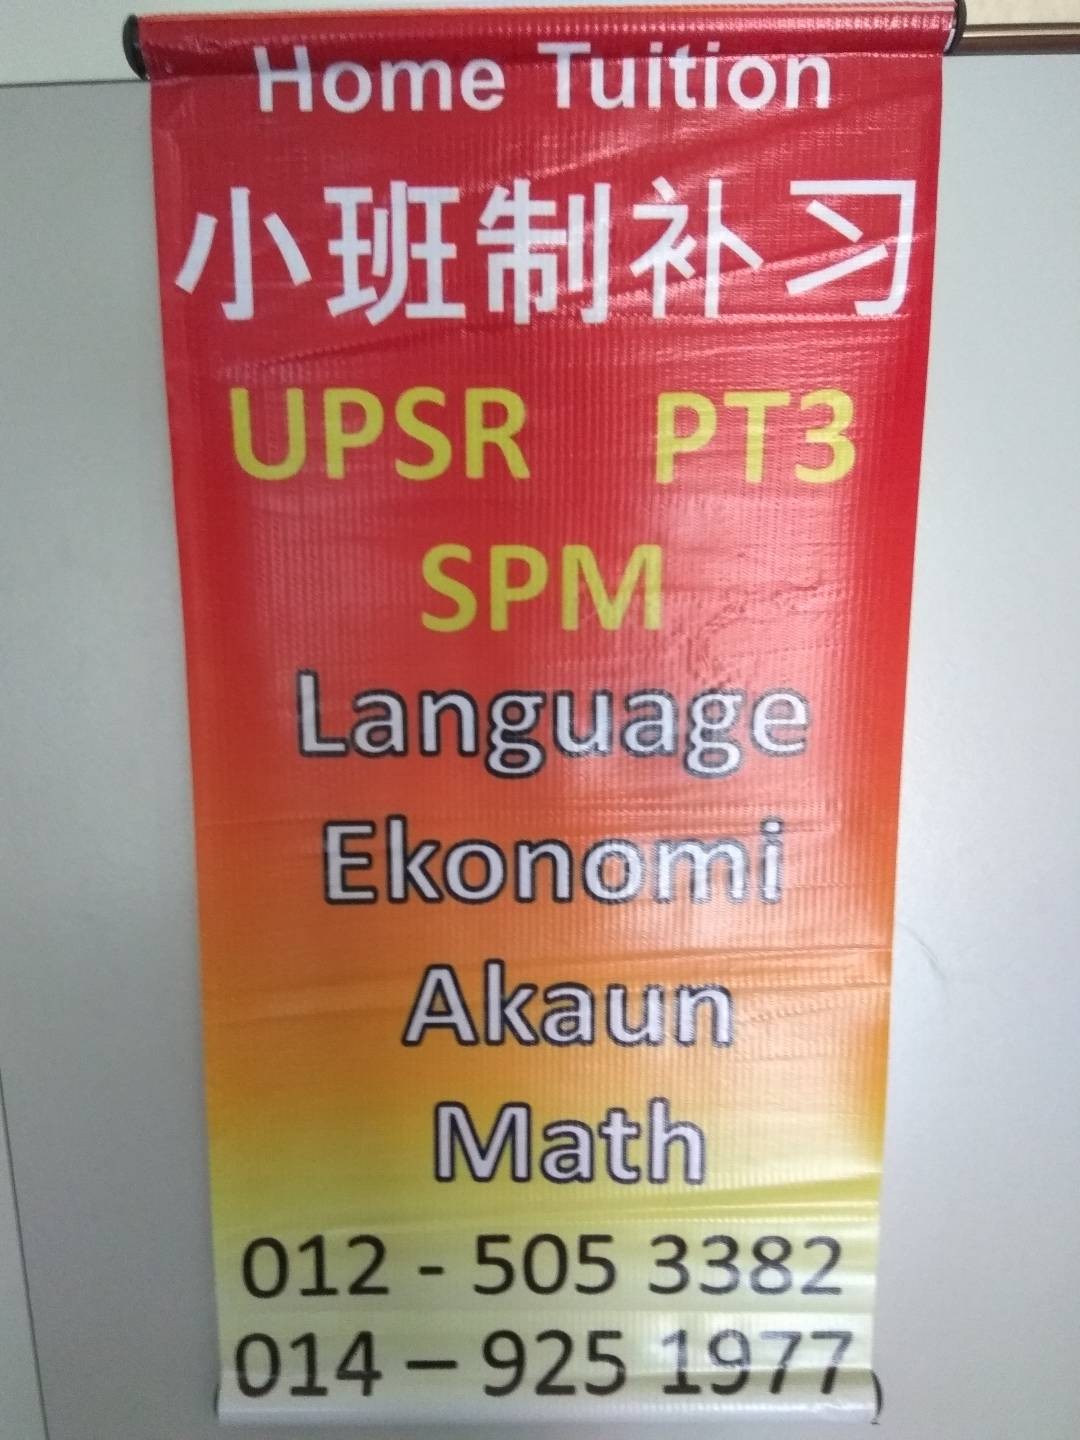 Home Tuition
小班制补习
UPSR PT3
SPM
Language
Ekonomi
Akaun
Math
012 - 505 3382
014 – 925 1977